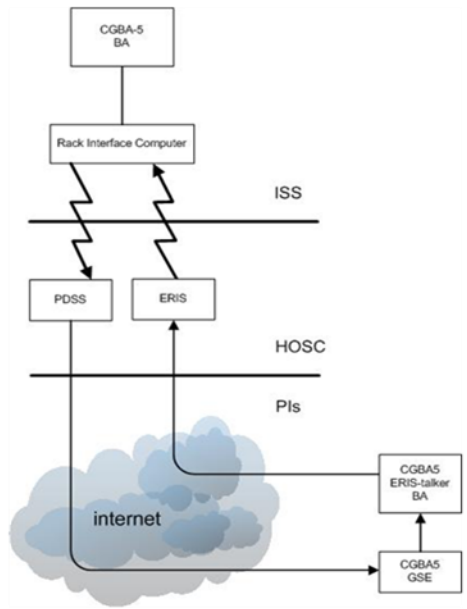 CGBA-5
BA
Rack Interface Computer
ISS
PDSS
ERIS
HOSC
PIs
internet
CGBA5
ERIS-talker
BA
CGBA5
GSE